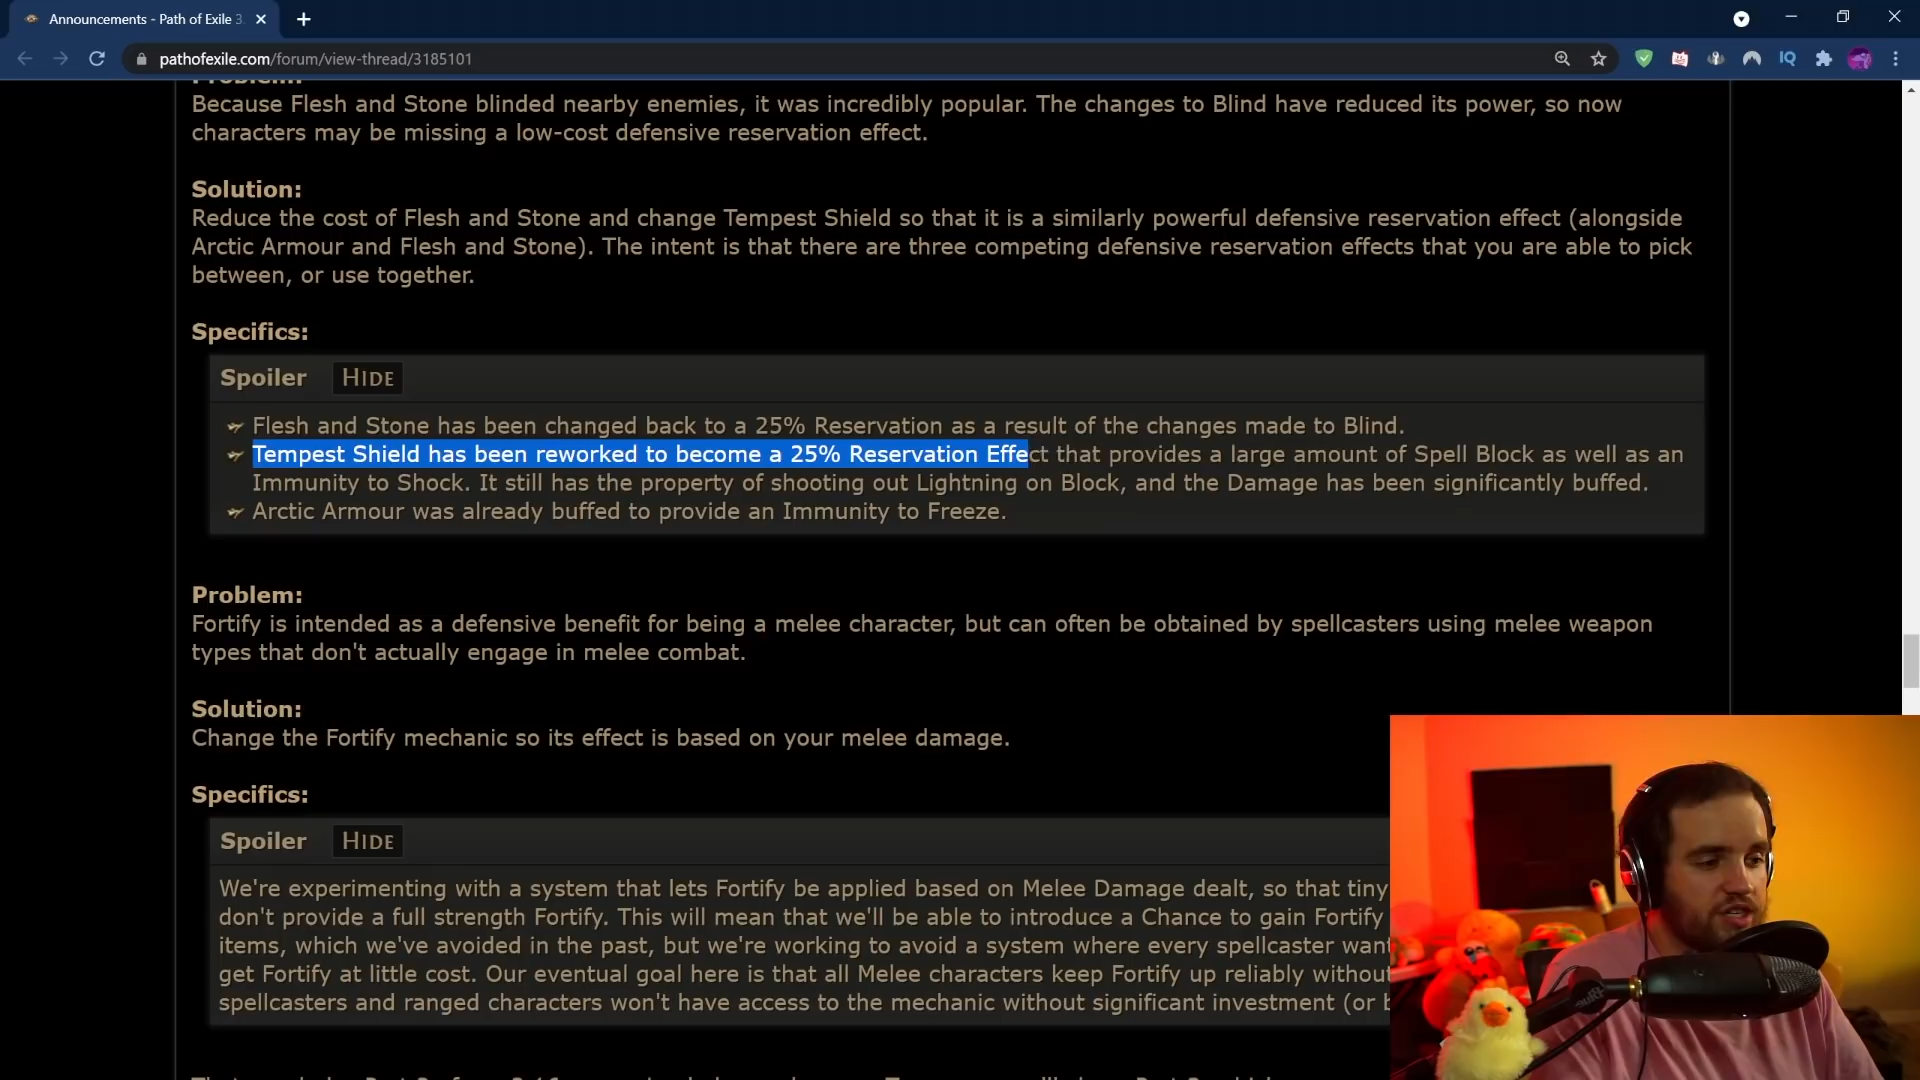 Announcements - Path of Exile 3
pathofexile.com/forum/view-thread/3185101
Problem:
Because Flesh and Stone blinded nearby enemies, it was incredibly popular. The changes to Blind have reduced its power, so now
characters may be missing a low-cost defensive reservation effect.
Solution:
Reduce the cost of Flesh and Stone and change Tempest Shield so that it is a similarly powerful defensive reservation effect (alongside
Arctic Armour and Flesh and Stone). The intent is that there are three competing defensive reservation effects that you are able to pick
between, or use together.
Specifics:
Spoiler HIDE
Flesh and Stone has been changed back to a 25% Reservation as a result of the changes made to Blind.
Tempest Shield has been reworked to become a 25% Reservation Effect that provides a large amount of Spell Block as well as an
Immunity to Shock. It still has the property of shooting out Lightning on Block, and the Damage has been significantly buffed.
Arctic Armour was already buffed to provide an Immunity to Freeze.
Problem:
Fortify is intended as a defensive benefit for being a melee character, but can often be obtained by spellcasters using melee weapon
types that don't actually engage in melee combat.
Solution:
Change the Fortify mechanic so its effect is based on your melee damage.
Specifics:
Spoiler HIDE
We're experimenting with a system that lets Fortify be applied based on Melee Damage dealt, so that tiny
don't provide a full strength Fortify. This will mean that we'll be able to introduce a Chance to gain Fortify
items, which we've avoided in the past, but we're working to avoid a system where every spellcaster want
get Fortify at little cost. Our eventual goal here is that all Melee characters keep Fortify up reliably without
spellcasters and ranged characters won't have access to the mechanic without significant investment (or b